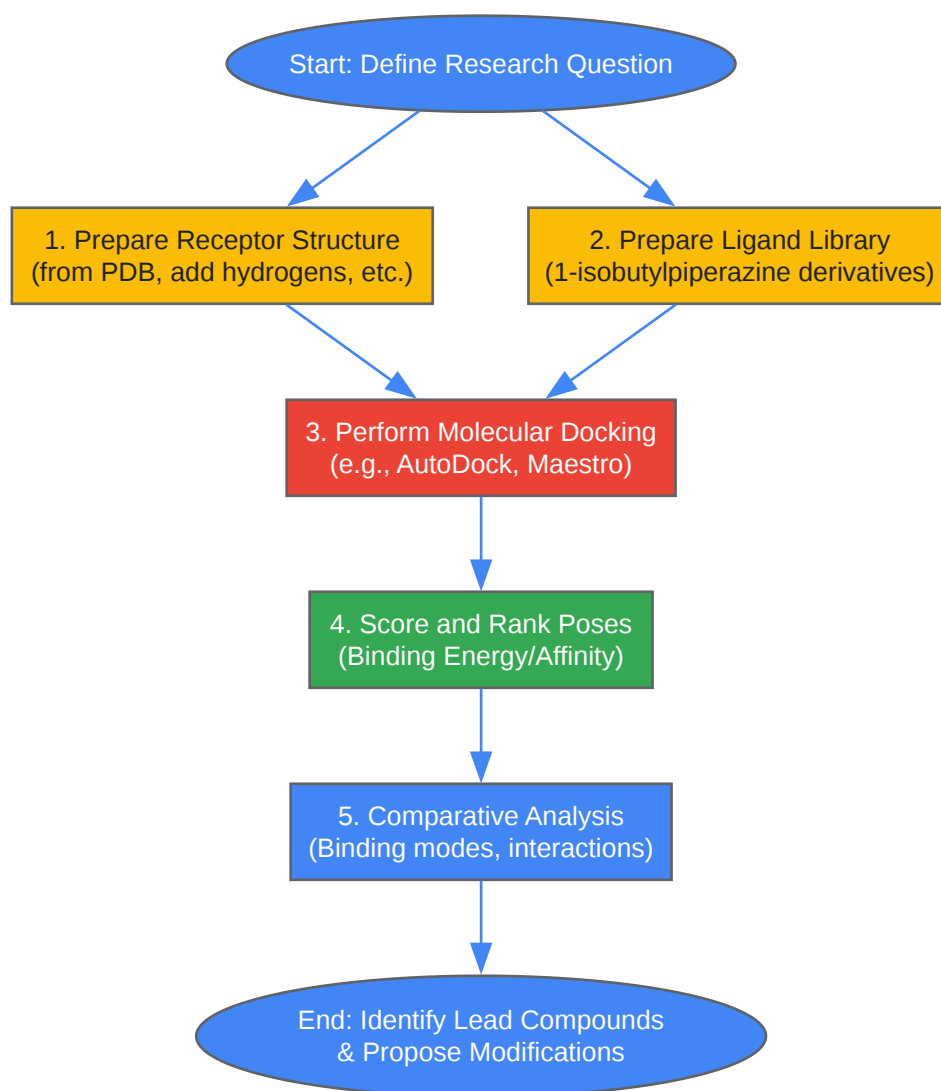 Start: Define Research Question
1. Prepare Receptor Structure
(from PDB, add hydrogens, etc.)
2. Prepare Ligand Library
(1-isobutylpiperazine derivatives)
3. Perform Molecular Docking
(e.g., AutoDock, Maestro)
4. Score and Rank Poses
(Binding Energy/Affinity)
5. Comparative Analysis
(Binding modes, interactions)
End: Identify Lead Compounds
& Propose Modifications